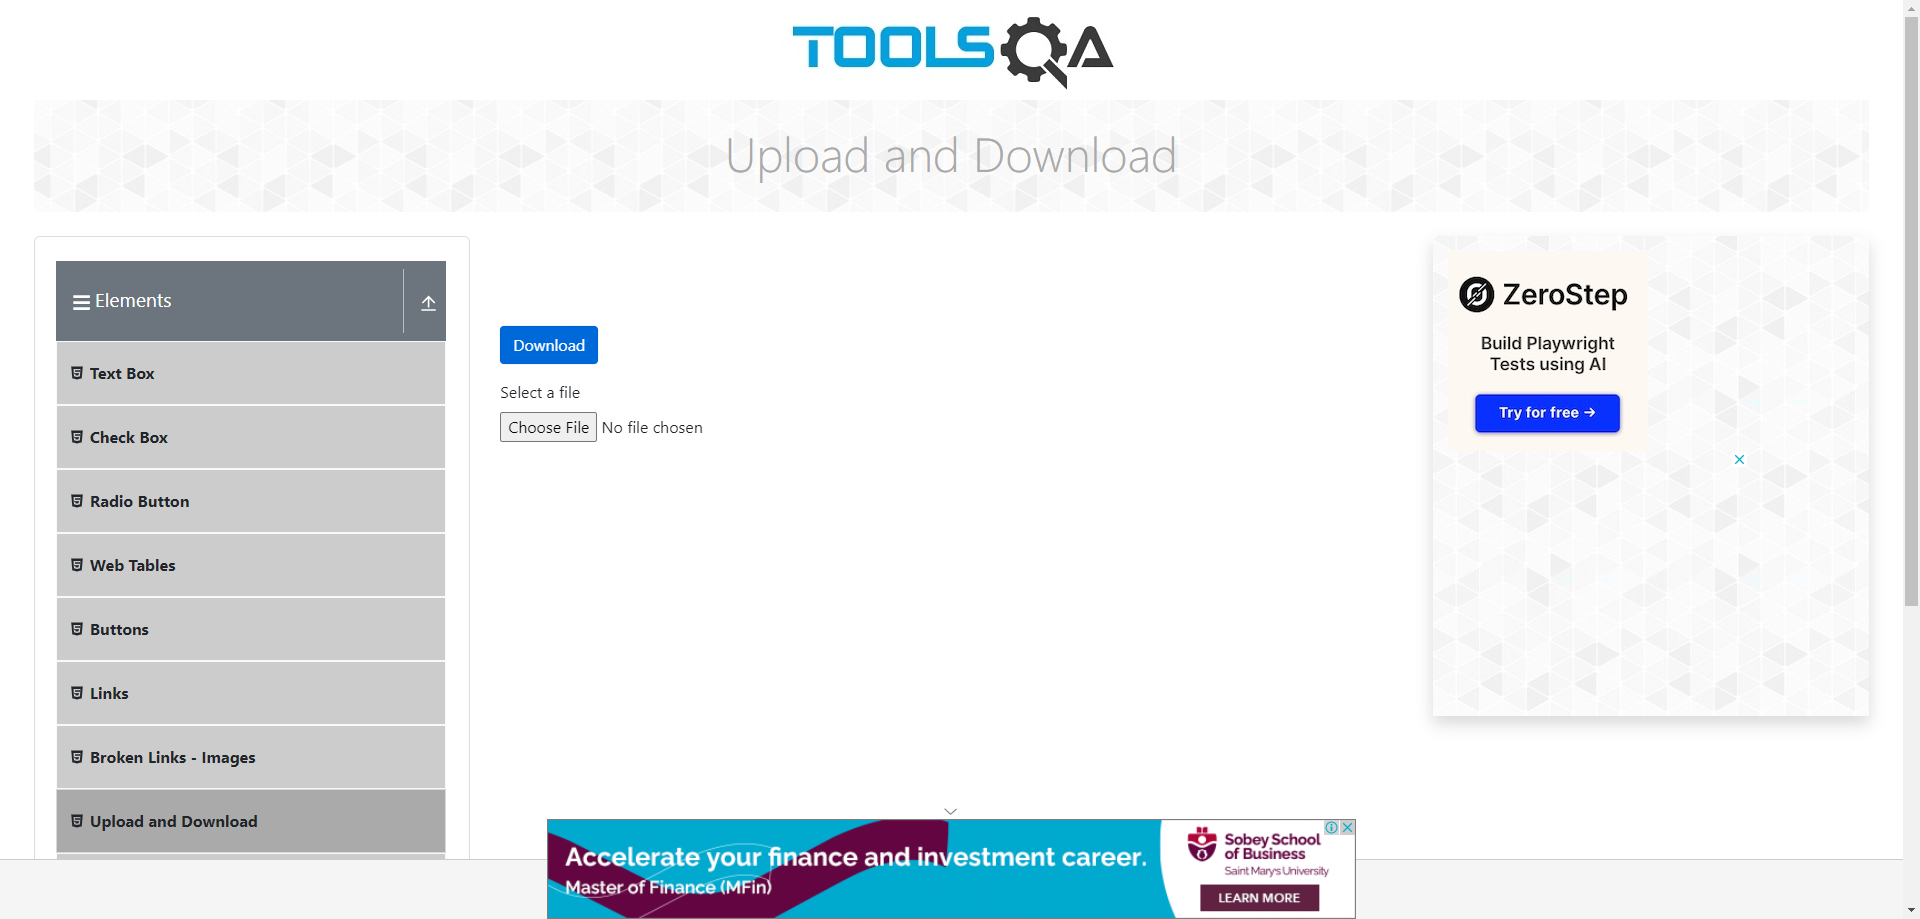 TOOLSQA
Upload and Download
Elements
Text Box
Check Box
Radio Button
Web Tables
Buttons
Links
Broken Links - Images
Upload and Download
Download
Select a file
Choose File No file chosen
ZeroStep
Build Playwright
Tests using AI
Try for free →
Accelerate your finance and investment career.
Master of Finance (MFin)
Sobey School
of Business
Saint Mary's University
LEARN MORE